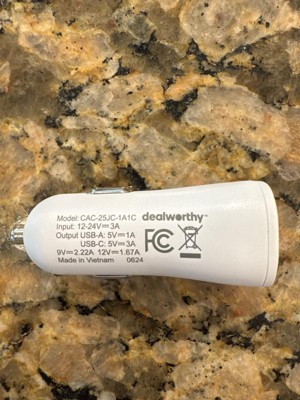 Model: CAC-25JC-1A1C dealworthy™
Input: 12-24V⎓3A
Output USB-A: 5V⎓1A
USB-C: 5V⎓3A
9V⎓2.22A 12V⎓1.67A
Made in Vietnam 0624
FC